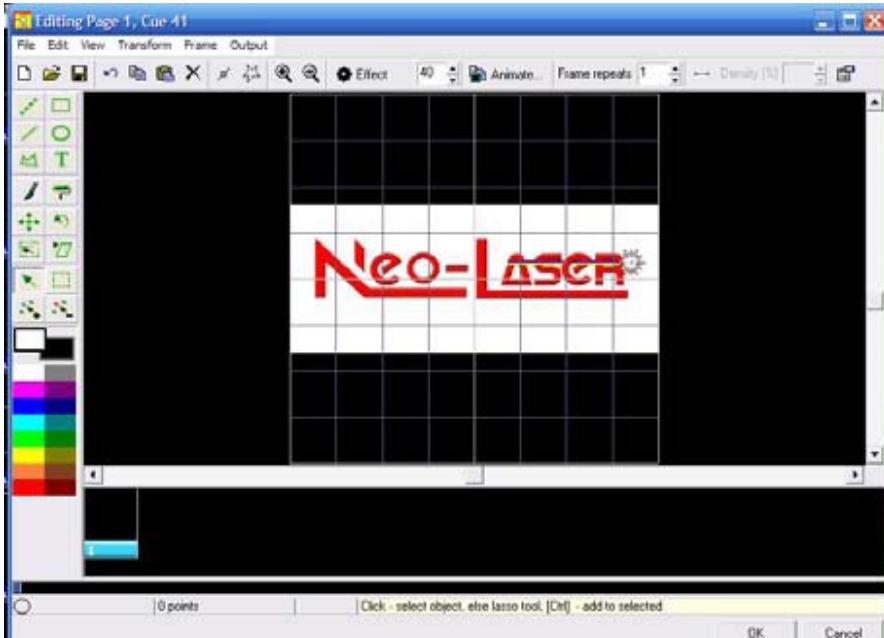 Editing Page 1, Cue 41
File Edit View Transform Frame Output
Effect 40 Animate... Frame repeats 1 Density [%]
T
Neo-Laser
1
0 points Click - select object, else lasso tool, [Ctrl] - add to selected
OK Cancel